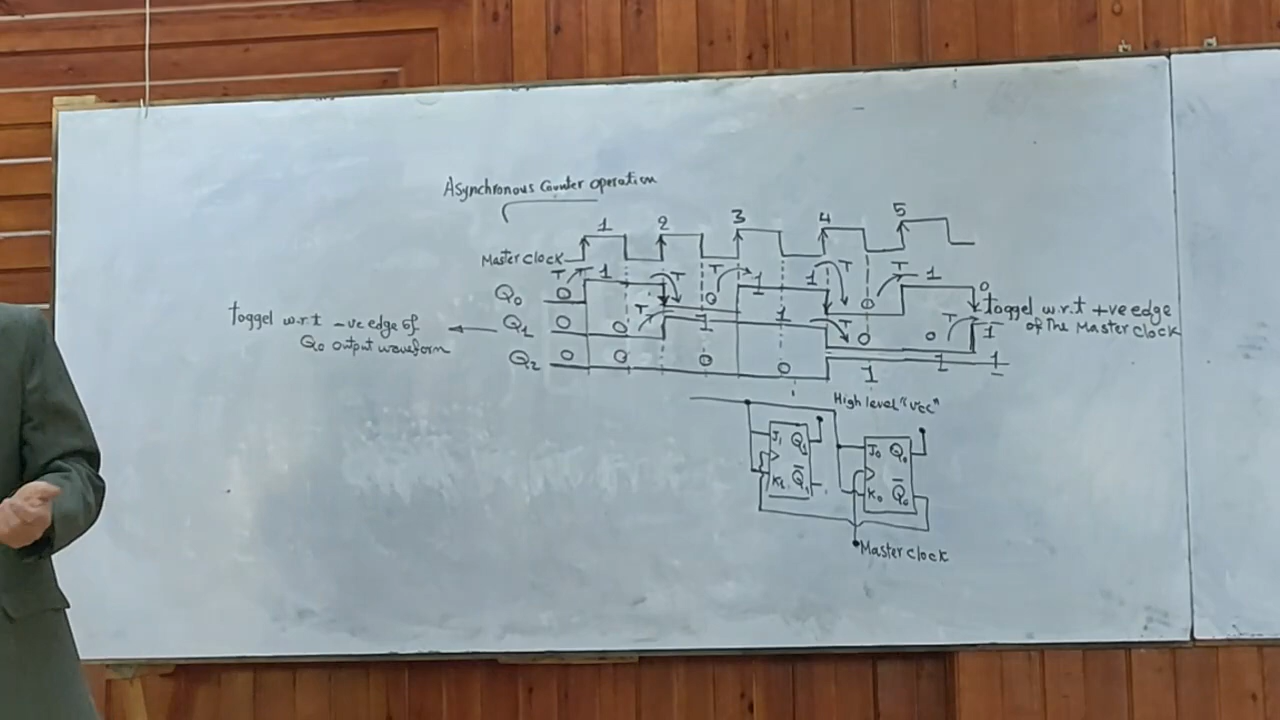 Asynchronous Counter operation
1 2 3 4 5
Master clock
T 1 T T 1 1 T T 1 0
Q0 0 0 0
toggel w.r.t +ve edge
of the Master clock
toggel w.r.t -ve edge of
Q0 output waveform
Q1 0 0 T 1 1 T 0 0 T 1
Q2 0 0 0 0 1 1 1
High level "Vcc"
J1 Q1
K1 Q̅1
J0 Q0
K0 Q̅0
Master clock